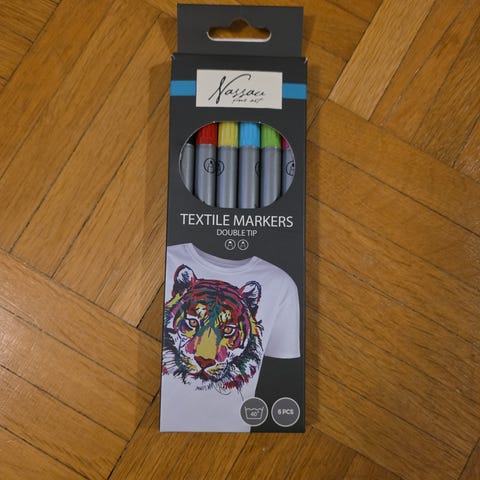 Nassau
fine art
TEXTILE MARKERS
DOUBLE TIP
40°
6 PCS